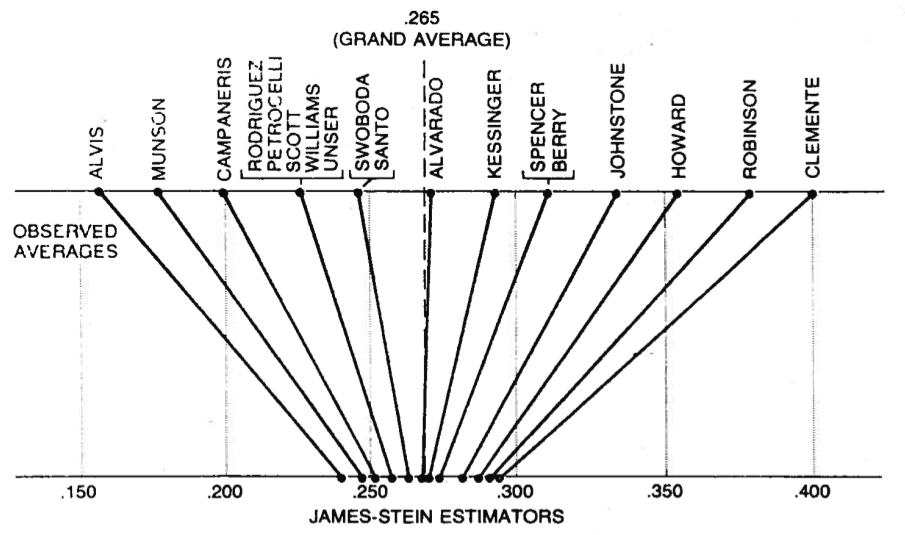 .265
(GRAND AVERAGE)
ALVIS
MUNSON
CAMPANERIS
RODRIGUEZ
PETROCELLI
SCOTT
WILLIAMS
UNSER
SWOBODA
SANTO
ALVARADO
KESSINGER
SPENCER
BERRY
JOHNSTONE
HOWARD
ROBINSON
CLEMENTE
OBSERVED
AVERAGES
.150 .200 .250 .300 .350 .400
JAMES-STEIN ESTIMATORS